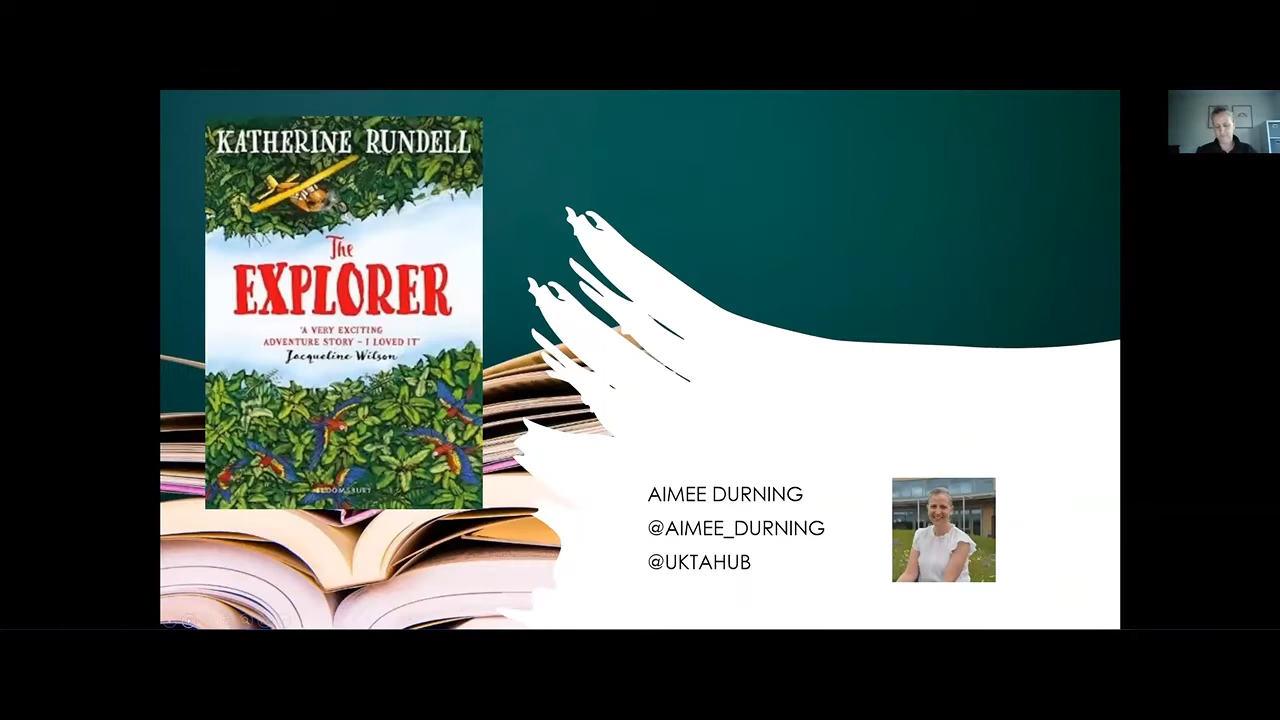 KATHERINE RUNDELL
The
EXPLORER
'A VERY EXCITING
ADVENTURE STORY – I LOVED IT'
Jacqueline Wilson
BLOOMSBURY
AIMEE DURNING
@AIMEE_DURNING
@UKTAHUB